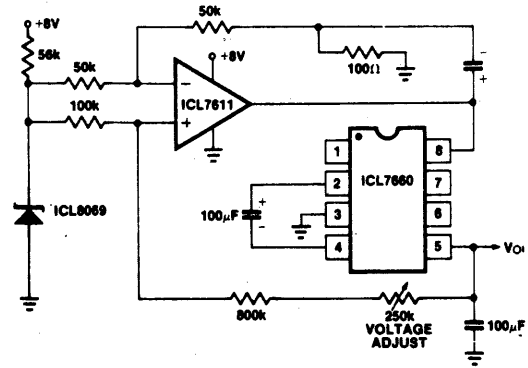 +8V
50k
56k
50k
+8V
100Ω
−
+
100k
−
ICL7611
+
1
8
2
ICL7660
7
ICL8069
100µF
+
−
3
6
4
5
VO
800k
250k
VOLTAGE
ADJUST
100µF